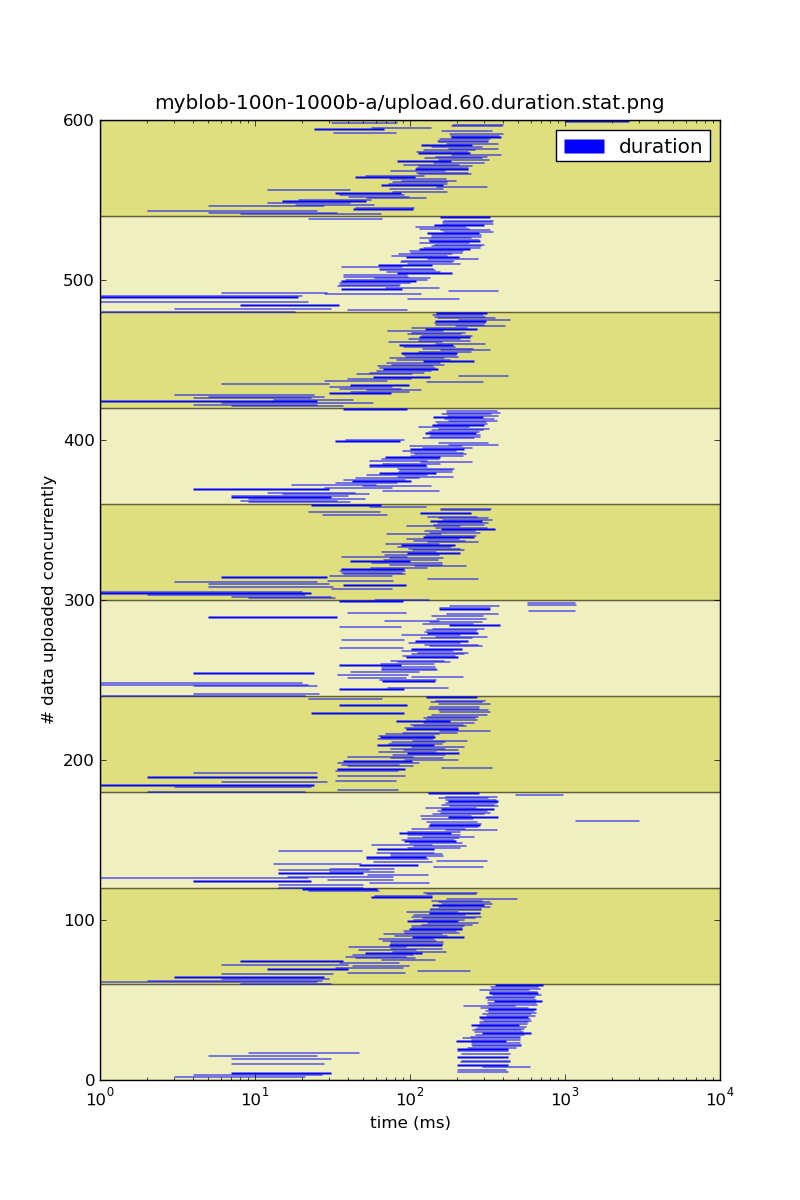 myblob-100n-1000b-a/upload.60.duration.stat.png
duration
600
500
400
300
200
100
0
# data uploaded concurrently
10^0 10^1 10^2 10^3 10^4
time (ms)